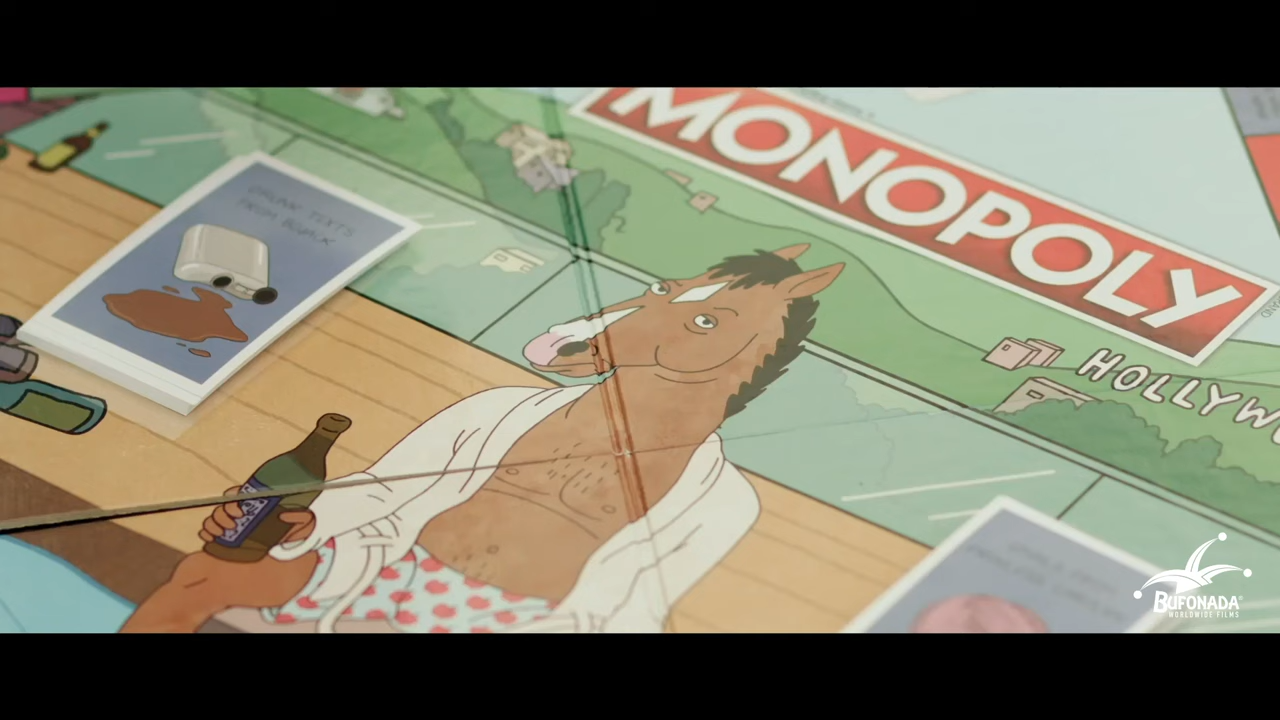 MONOPOLY
DRUNK TEXTS
FROM BOJACK
HOLLYW
BUFONADA
WORLDWIDE FILMS